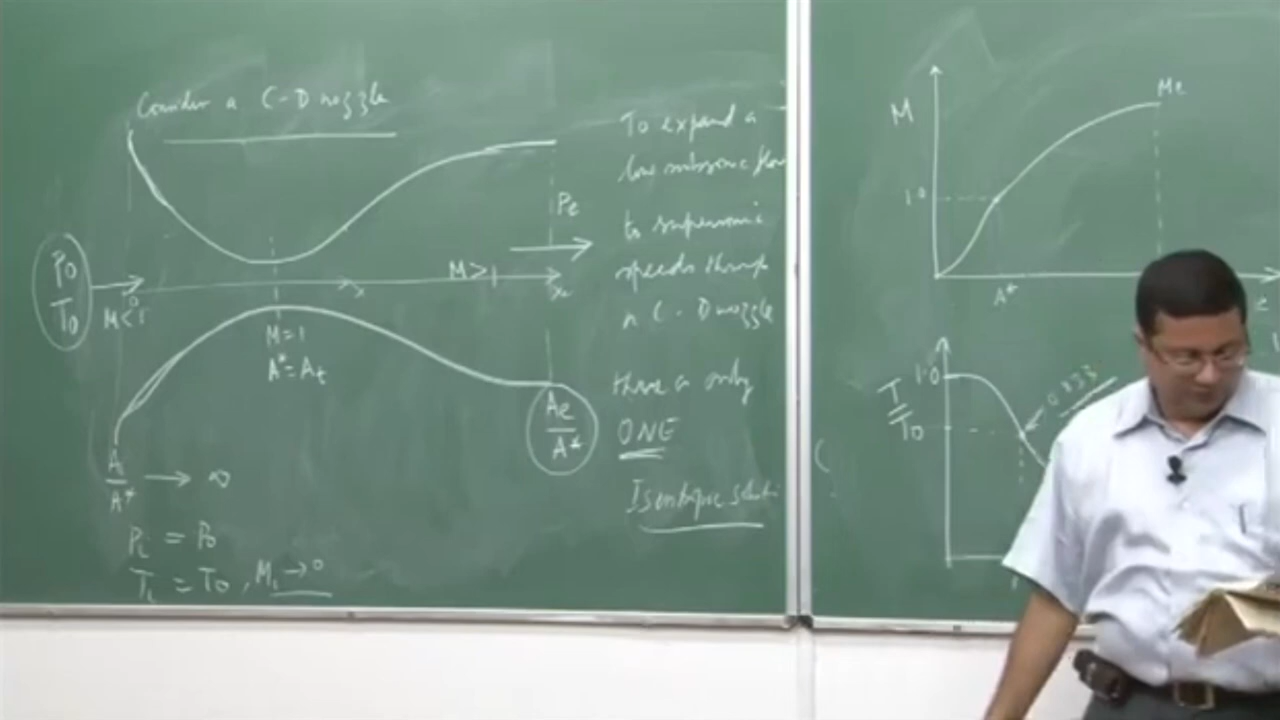 Consider a C-D nozzle
P0
T0
M<1
M=1
A*=At
M>1
x
Pe
Ae
A*
Ai
A*
→ ∞
Pi = P0
Ti = T0, Mi → 0
To expand a
low subsonic flow
to supersonic
speeds through
a C-D nozzle
there is only
ONE
Isentropic
M
Me
1.0
A*
T
T0
1.0
0.833